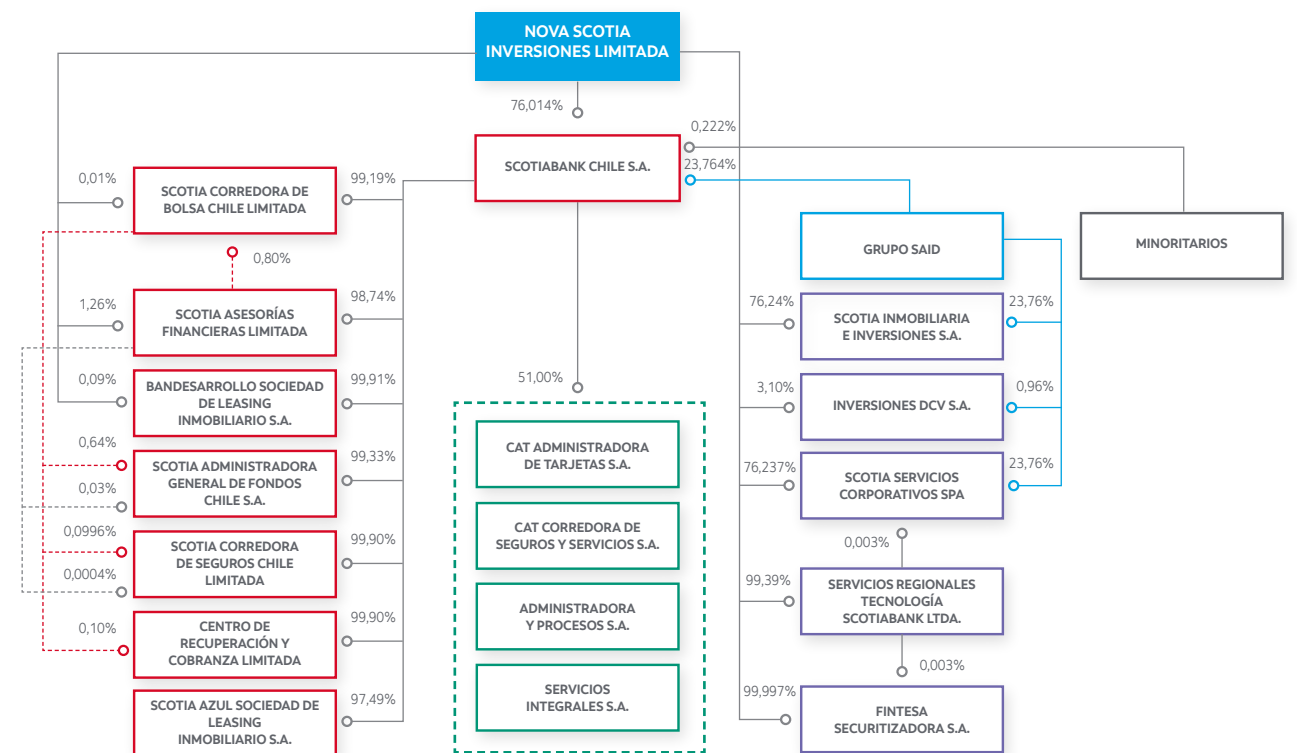 NOVA SCOTIA
INVERSIONES LIMITADA
76,014%
0,222%
SCOTIABANK CHILE S.A.
23,764%
0,01%
SCOTIA CORREDORA DE
BOLSA CHILE LIMITADA
99,19%
0,80%
1,26%
SCOTIA ASESORÍAS
FINANCIERAS LIMITADA
98,74%
0,09%
BANDESARROLLO SOCIEDAD
DE LEASING
INMOBILIARIO S.A.
99,91%
0,64%
0,03%
SCOTIA ADMINISTRADORA
GENERAL DE FONDOS
CHILE S.A.
99,33%
0,0996%
0,0004%
SCOTIA CORREDORA
DE SEGUROS CHILE
LIMITADA
99,90%
0,10%
CENTRO DE
RECUPERACIÓN Y
COBRANZA LIMITADA
99,90%
SCOTIA AZUL SOCIEDAD DE
LEASING
INMOBILIARIO S.A.
97,49%
51,00%
CAT ADMINISTRADORA
DE TARJETAS S.A.
CAT CORREDORA DE
SEGUROS Y SERVICIOS S.A.
ADMINISTRADORA
Y PROCESOS S.A.
SERVICIOS
INTEGRALES S.A.
GRUPO SAID
MINORITARIOS
76,24%
SCOTIA INMOBILIARIA
E INVERSIONES S.A.
23,76%
3,10%
INVERSIONES DCV S.A.
0,96%
76,237%
SCOTIA SERVICIOS
CORPORATIVOS SPA
23,76%
0,003%
99,39%
SERVICIOS REGIONALES
TECNOLOGÍA
SCOTIABANK LTDA.
0,003%
99,997%
FINTESA
SECURITIZADORA S.A.